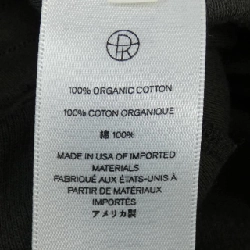 100% ORGANIC COTTON
100% COTON ORGANIQUE
綿 100%
MADE IN USA OF IMPORTED
MATERIALS
FABRIQUÉ AUX ÉTATS-UNIS À
PARTIR DE MATÉRIAUX
IMPORTÉS
アメリカ製